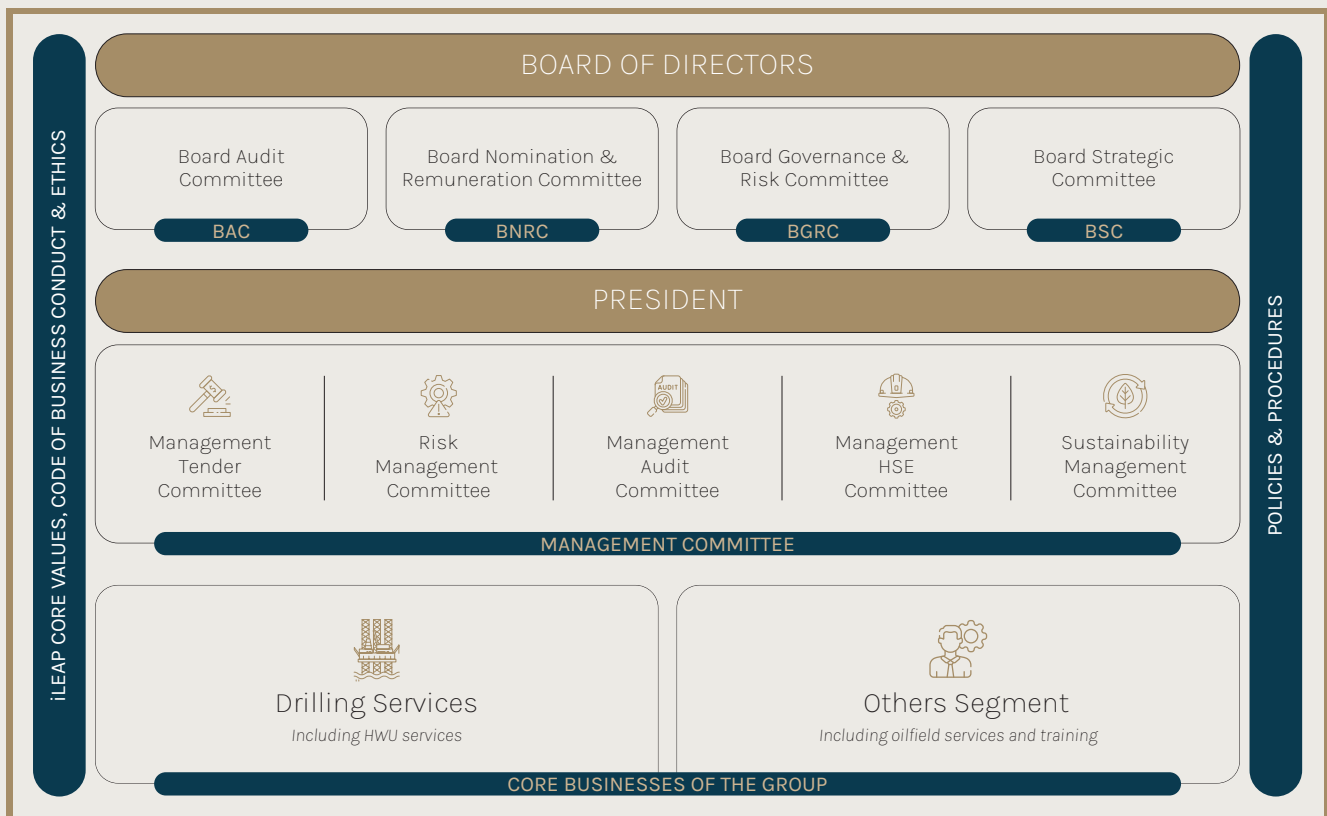 BOARD OF DIRECTORS
Board Audit
Committee
BAC
Board Nomination &
Remuneration Committee
BNRC
Board Governance &
Risk Committee
BGRC
Board Strategic
Committee
BSC
PRESIDENT
Management
Tender
Committee
Risk
Management
Committee
AUDIT
Management
Audit
Committee
Management
HSE
Committee
Sustainability
Management
Committee
MANAGEMENT COMMITTEE
Drilling Services
Including HWU services
Others Segment
Including oilfield services and training
CORE BUSINESSES OF THE GROUP
iLEAP CORE VALUES, CODE OF BUSINESS CONDUCT & ETHICS
POLICIES & PROCEDURES